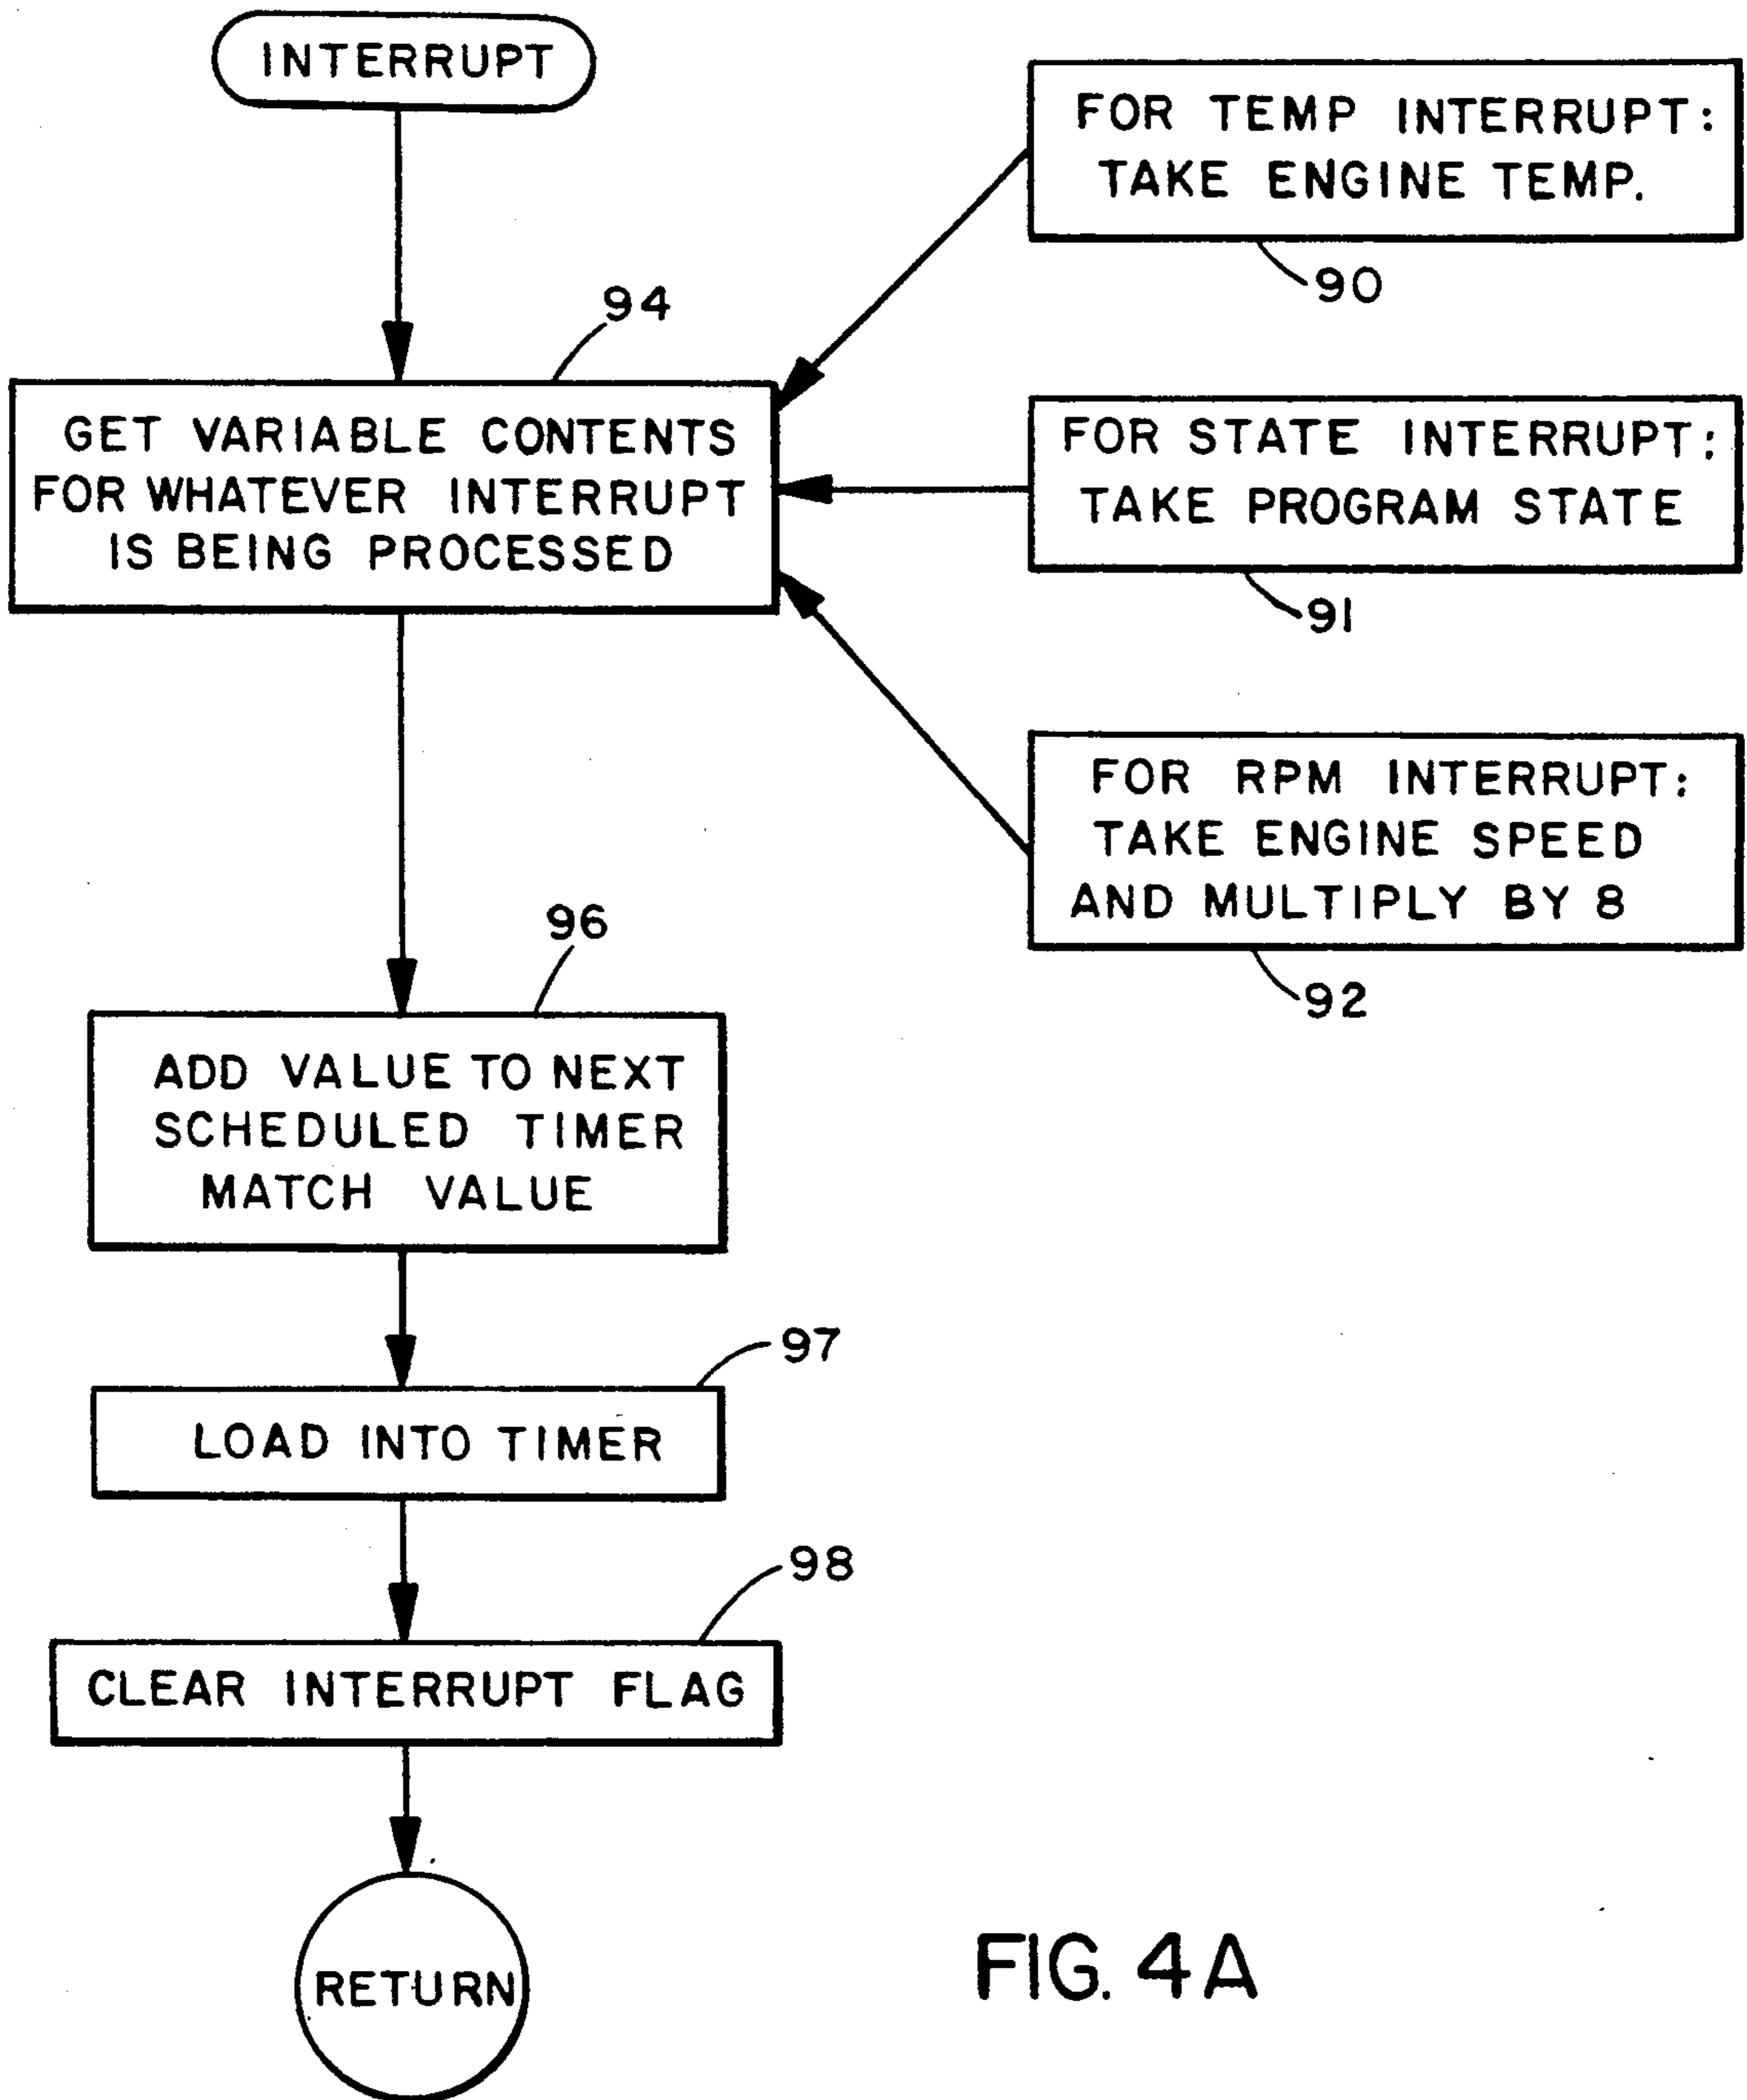 INTERRUPT
FOR TEMP INTERRUPT:
TAKE ENGINE TEMP.
90
94
GET VARIABLE CONTENTS
FOR WHATEVER INTERRUPT
IS BEING PROCESSED
FOR STATE INTERRUPT:
TAKE PROGRAM STATE
91
FOR RPM INTERRUPT:
TAKE ENGINE SPEED
AND MULTIPLY BY 8
92
96
ADD VALUE TO NEXT
SCHEDULED TIMER
MATCH VALUE
97
LOAD INTO TIMER
98
CLEAR INTERRUPT FLAG
RETURN
FIG. 4A